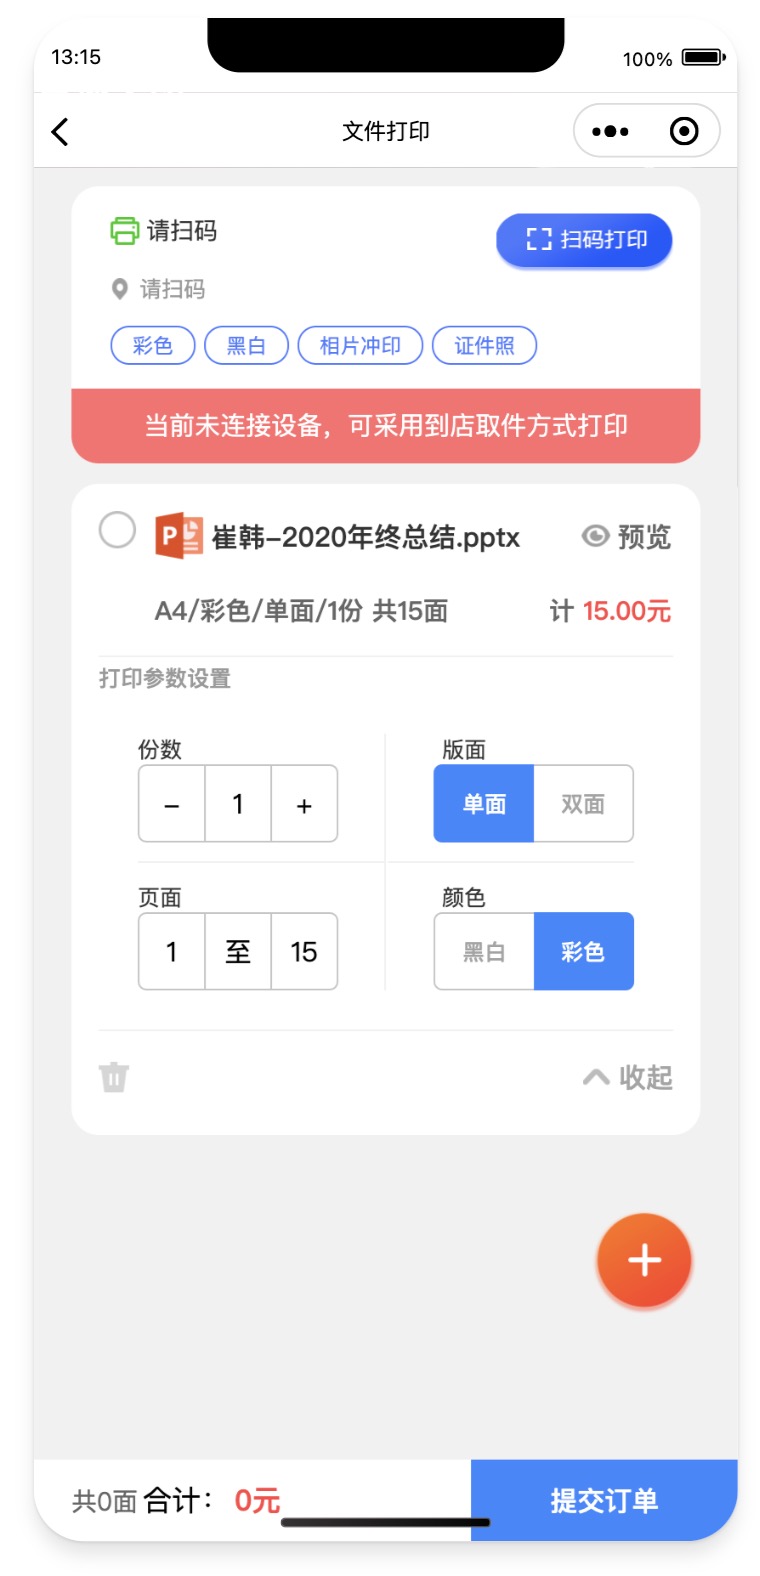 13:15
100%
文件打印
请扫码
扫码打印
请扫码
彩色 黑白 相片冲印 证件照
当前未连接设备，可采用到店取件方式打印
P 崔韩-2020年终总结.pptx 预览
A4/彩色/单面/1份 共15面 计 15.00元
打印参数设置
份数 版面
- 1 + 单面 双面
页面 颜色
1 至 15 黑白 彩色
收起
+
共0面 合计： 0元 提交订单